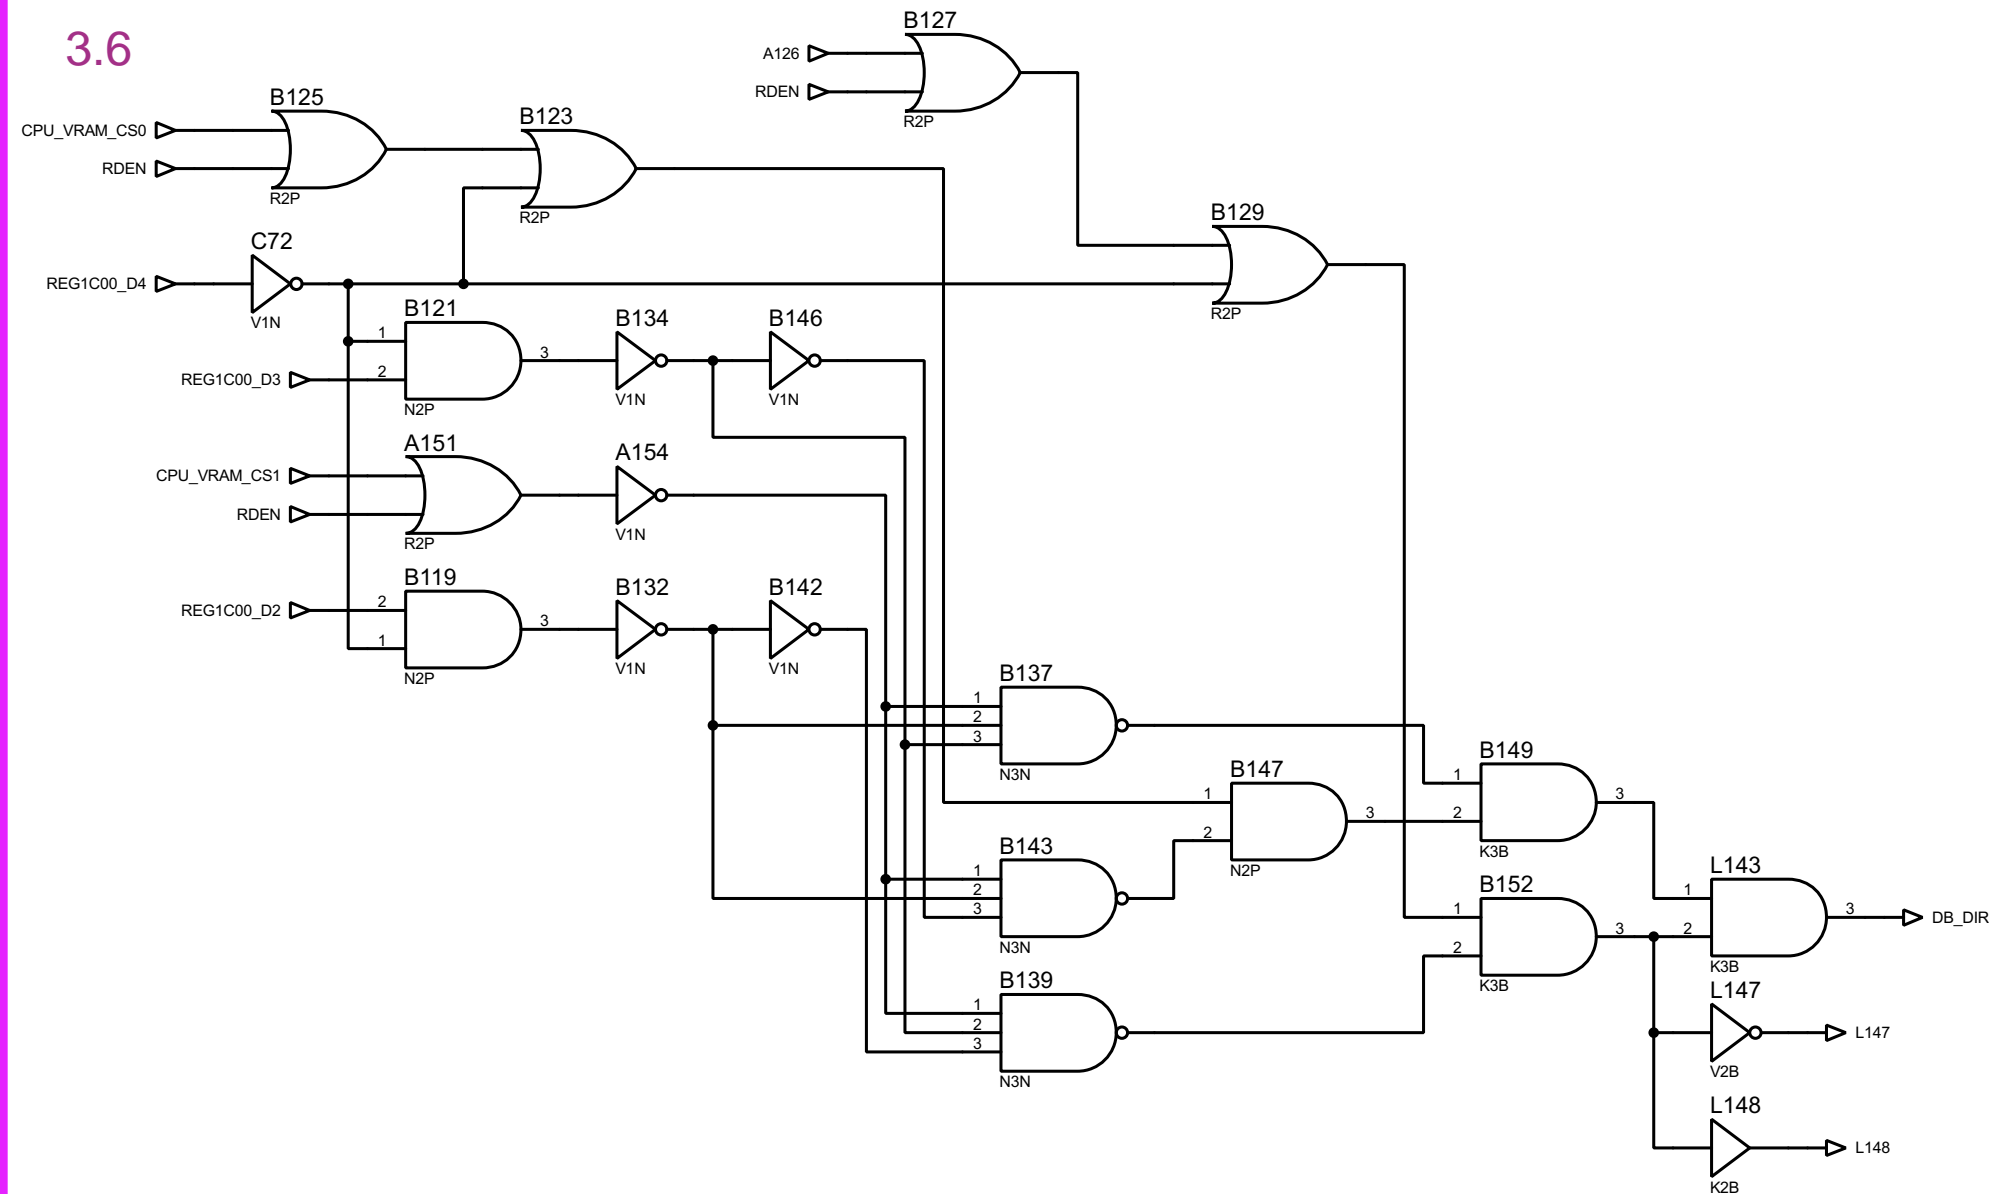 3.6
B127
A126
RDEN
R2P
B125
CPU_VRAM_CS0
RDEN
R2P
B123
R2P
B129
R2P
C72
REG1C00_D4
V1N
B121
1
REG1C00_D3
2
3
N2P
B134
V1N
B146
V1N
A151
CPU_VRAM_CS1
RDEN
R2P
A154
V1N
B119
REG1C00_D2
2
1
3
N2P
B132
V1N
B142
V1N
B137
1
2
3
N3N
B147
1
2
3
N2P
B149
1
2
3
K3B
B143
1
2
3
N3N
B152
1
2
3
K3B
L143
1
2
3
DB_DIR
K3B
B139
1
2
3
N3N
L147
L147
V2B
L148
L148
K2B